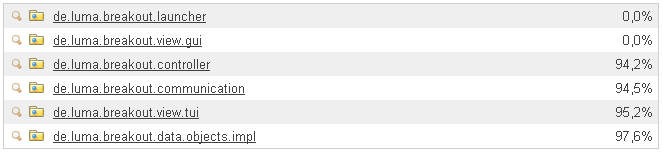 de.luma.breakout.launcher 0,0%
de.luma.breakout.view.gui 0,0%
de.luma.breakout.controller 94,2%
de.luma.breakout.communication 94,5%
de.luma.breakout.view.tui 95,2%
de.luma.breakout.data.objects.impl 97,6%